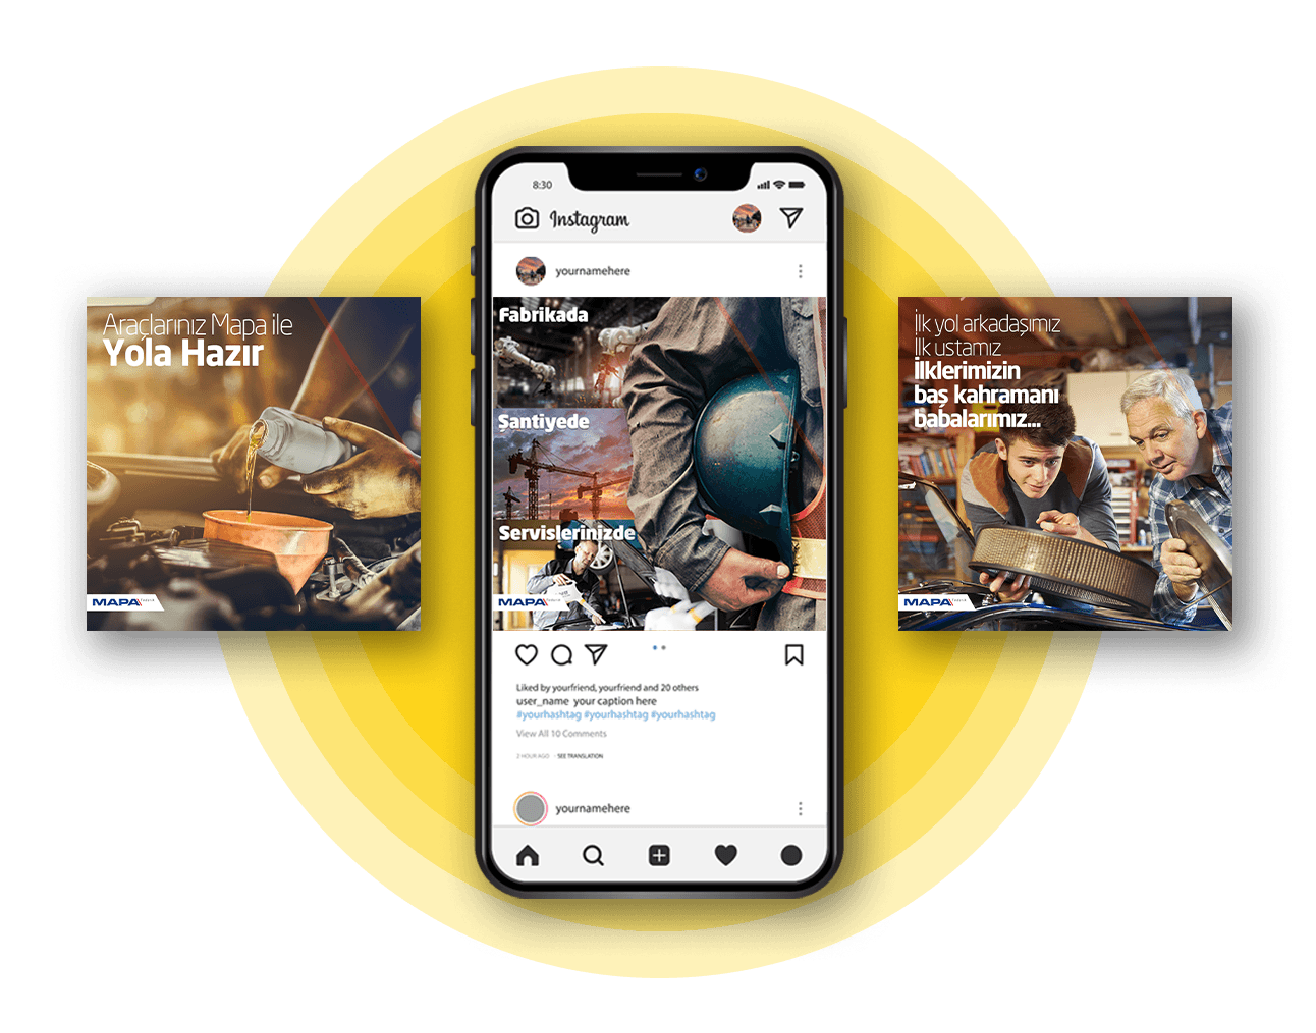 Araçlarınız Mapa ile
Yola Hazır
MAPA
8:30
Instagram
yournamehere
Fabrikada
Şantiyede
Servislerinizde
MAPA
Liked by yourfriend, yourfriend and 20 others
user_name your caption here
#yourhashtag #yourhashtag #yourhashtag
View All 10 Comments
2 HOUR AGO · SEE TRANSLATION
yournamehere
İlk yol arkadaşımız
İlk ustamız
İlklerimizin
baş kahramanı
babalarımız...
MAPA